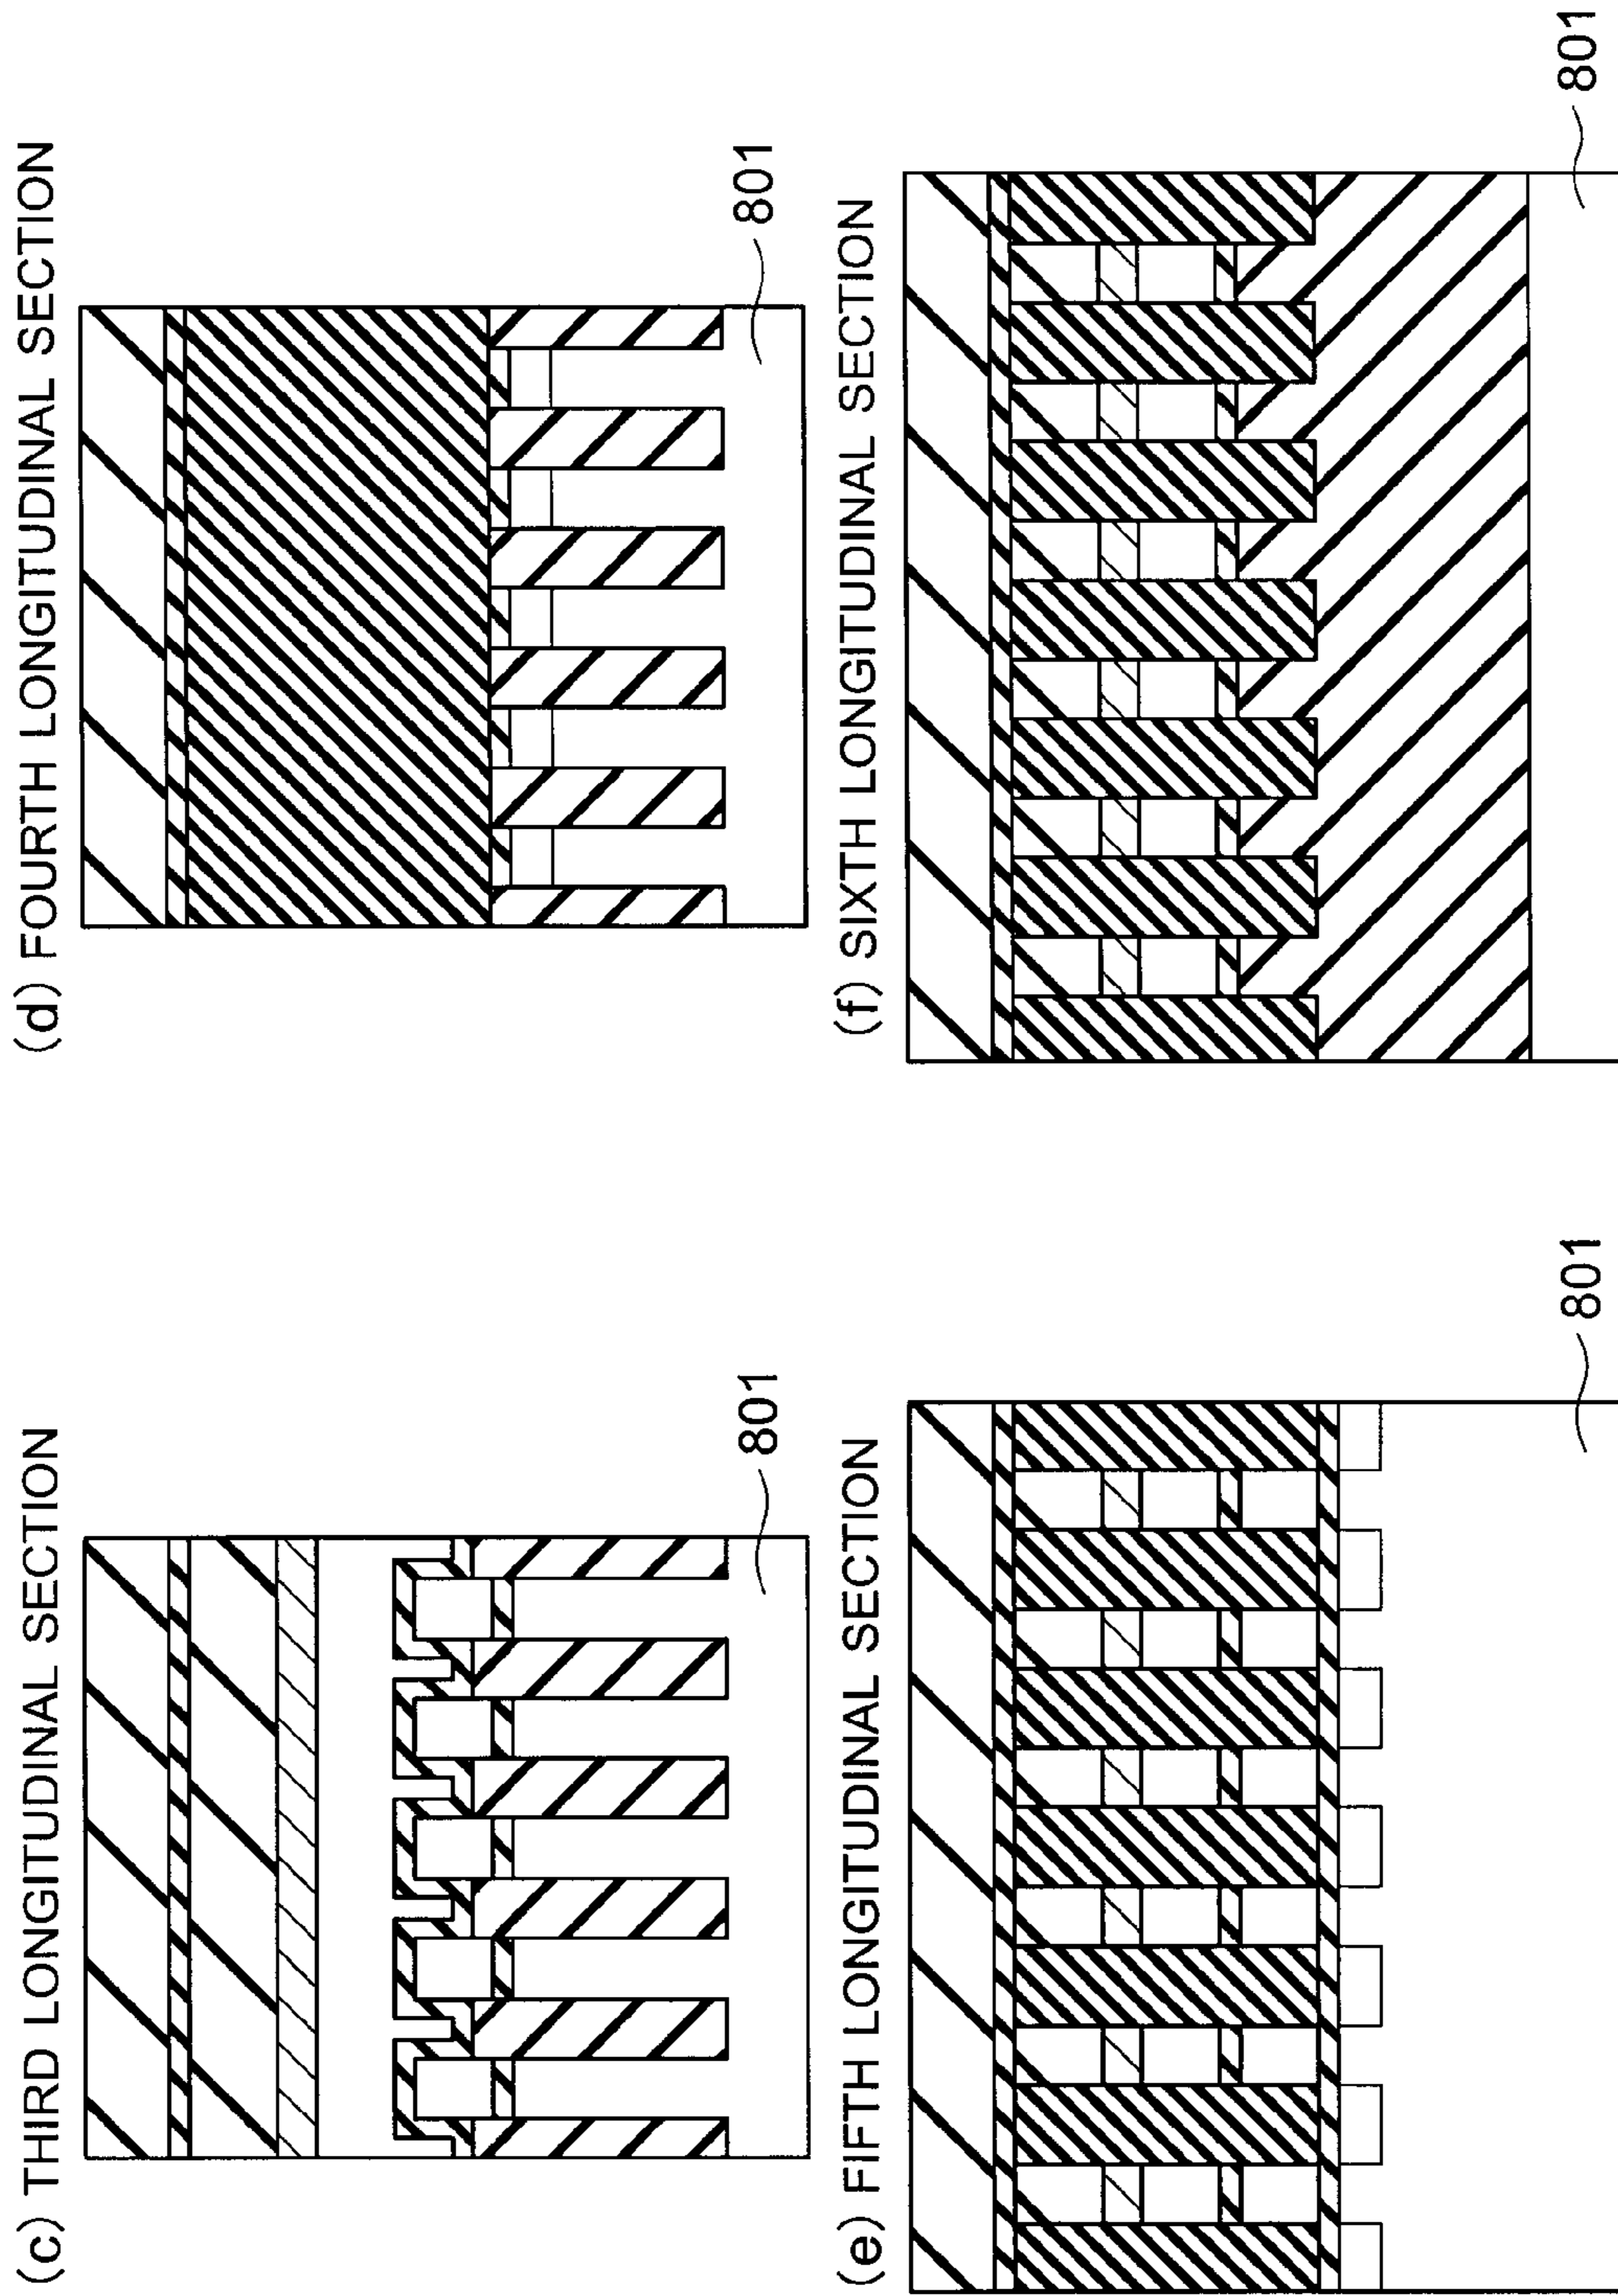 (c) THIRD LONGITUDINAL SECTION
801
(d) FOURTH LONGITUDINAL SECTION
801
(e) FIFTH LONGITUDINAL SECTION
801
(f) SIXTH LONGITUDINAL SECTION
801